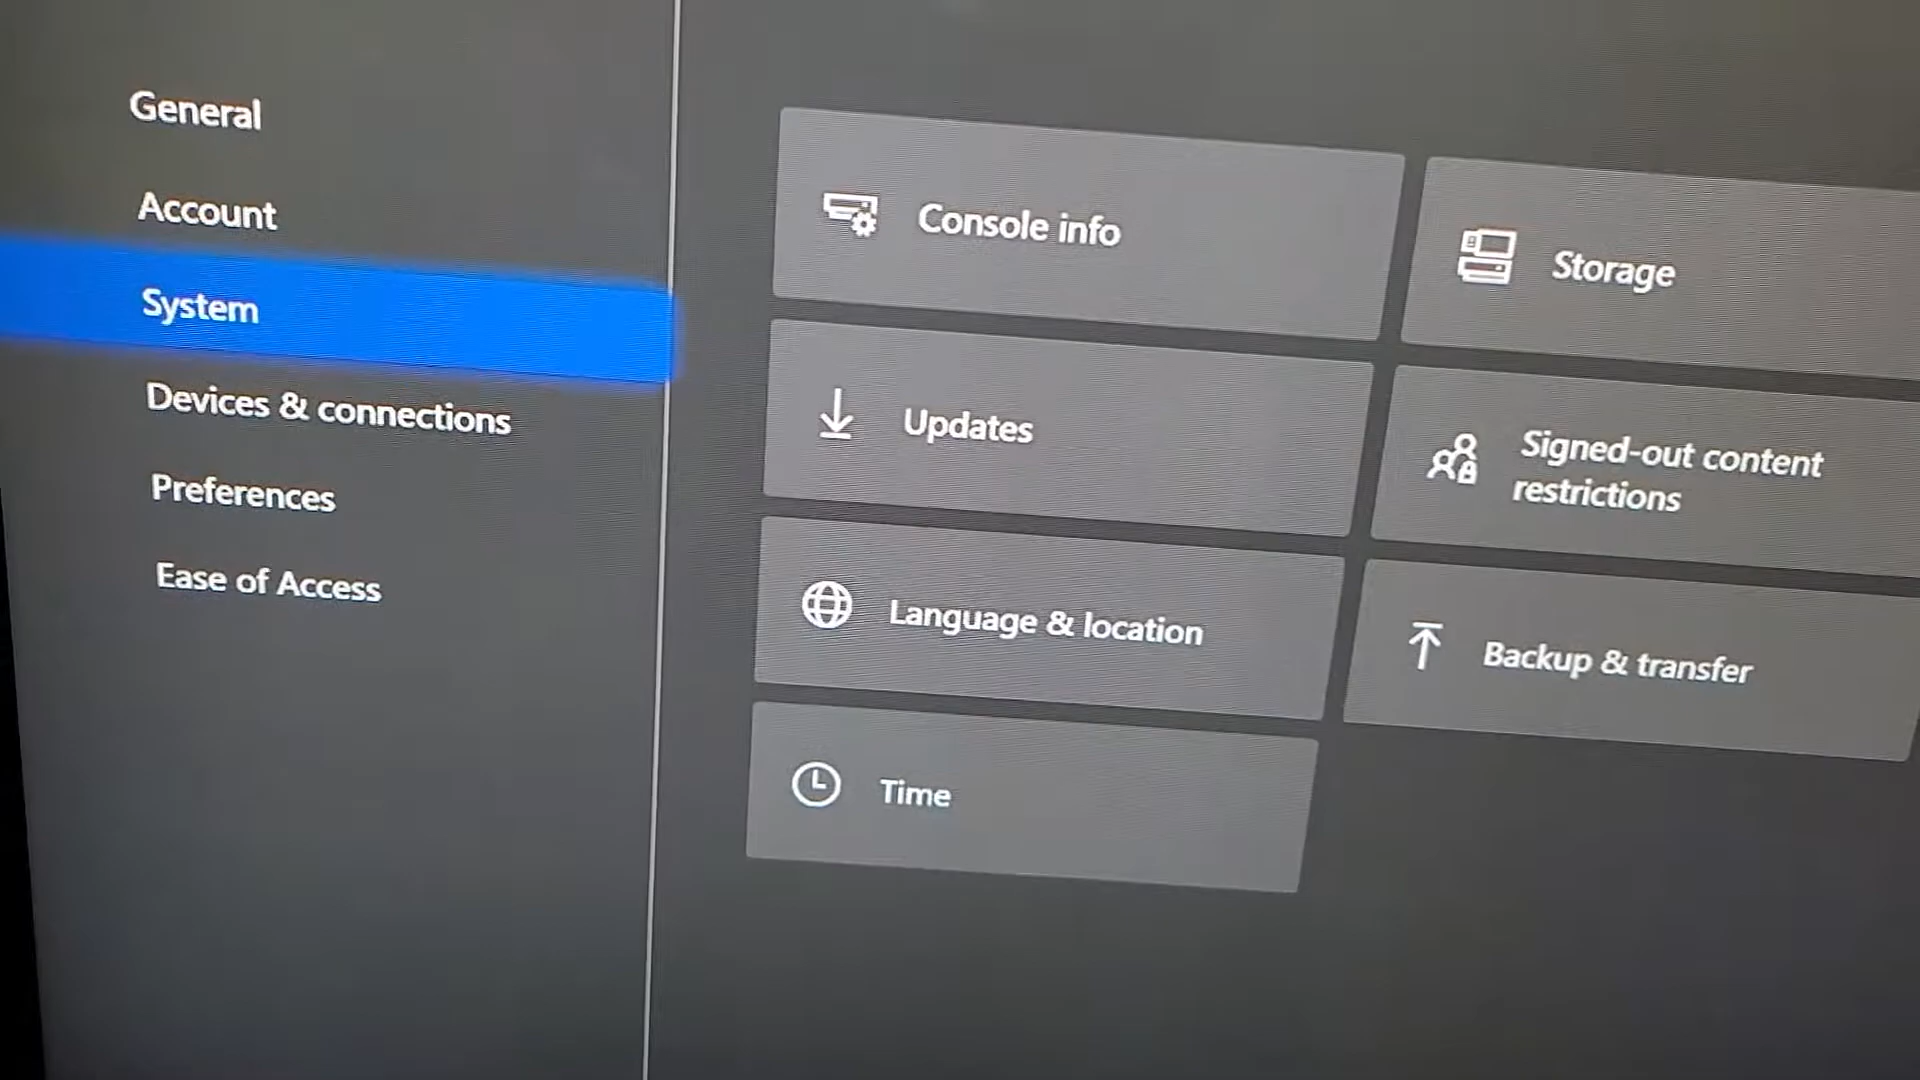 General
Account
System
Devices & connections
Preferences
Ease of Access
Console info
Storage
Updates
Signed-out content
restrictions
Language & location
Backup & transfer
Time